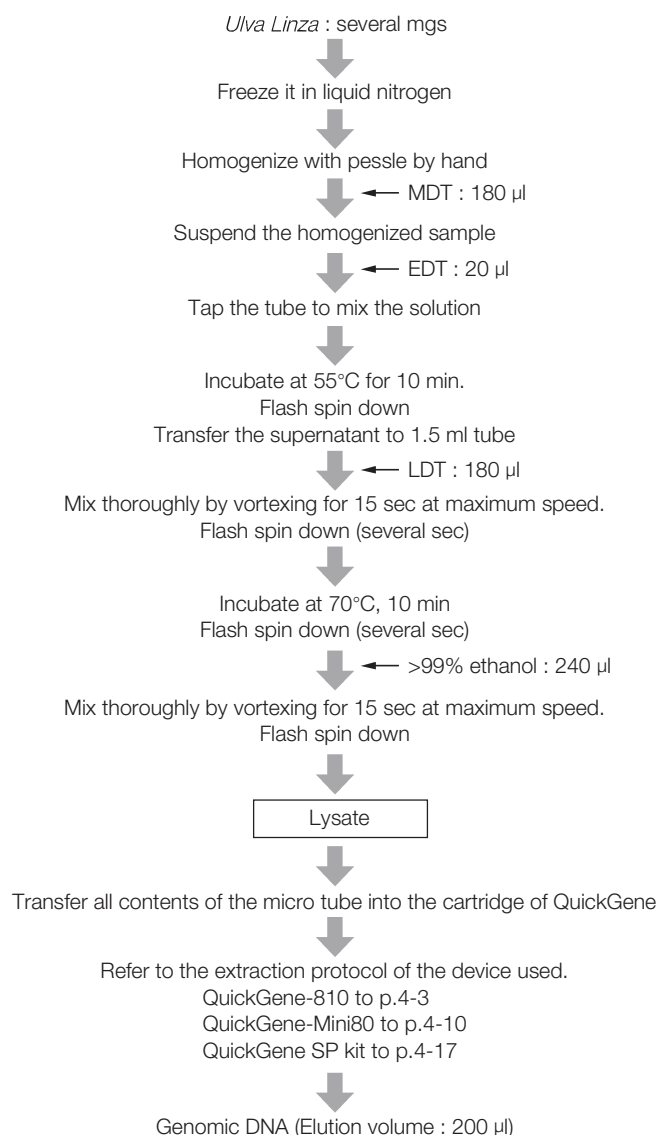 Ulva Linza : several mgs
Freeze it in liquid nitrogen
Homogenize with pessle by hand
MDT : 180 µl
Suspend the homogenized sample
EDT : 20 µl
Tap the tube to mix the solution
Incubate at 55°C for 10 min.
Flash spin down
Transfer the supernatant to 1.5 ml tube
LDT : 180 µl
Mix thoroughly by vortexing for 15 sec at maximum speed.
Flash spin down (several sec)
Incubate at 70°C, 10 min
Flash spin down (several sec)
>99% ethanol : 240 µl
Mix thoroughly by vortexing for 15 sec at maximum speed.
Flash spin down
Lysate
Transfer all contents of the micro tube into the cartridge of QuickGene
Refer to the extraction protocol of the device used.
QuickGene-810 to p.4-3
QuickGene-Mini80 to p.4-10
QuickGene SP kit to p.4-17
Genomic DNA (Elution volume : 200 µl)